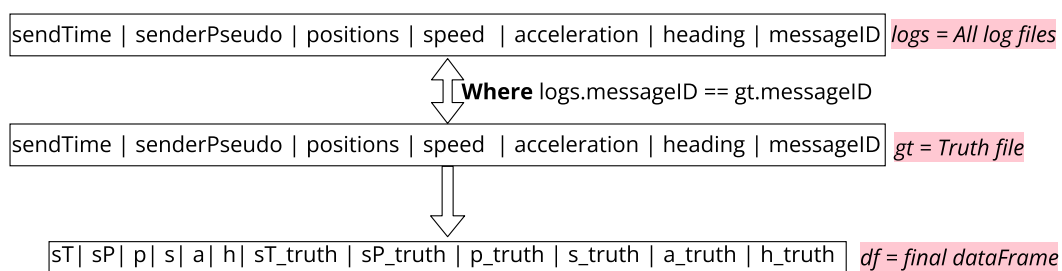 sendTime | senderPseudo | positions | speed | acceleration | heading | messageID
logs = All log files
Where logs.messageID == gt.messageID
sendTime | senderPseudo | positions | speed | acceleration | heading | messageID
gt = Truth file
sT| sP| p| s| a| h| sT_truth | sP_truth | p_truth | s_truth | a_truth | h_truth
df = final dataFrame